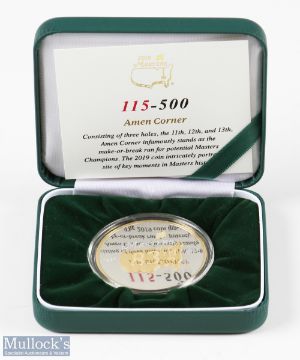 115-500
Amen Corner
Consisting of three holes, the 11th, 12th, and 13th,
Amen Corner infamously stands as the
make-or-break run for potential Masters
Champions. The 2019 coin intricately portrays
site of key moments in Masters
115-500
Mullock's
Specialist Auctioneers & Valuers